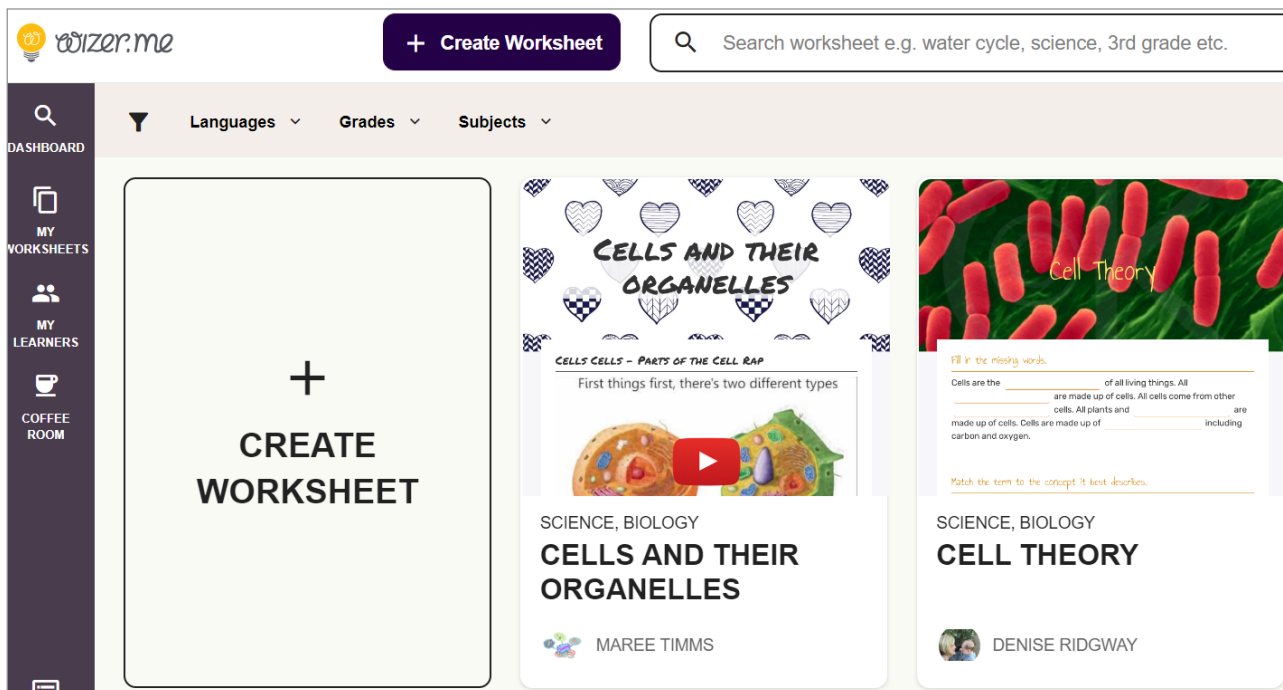 wizer.me
+ Create Worksheet
Search worksheet e.g. water cycle, science, 3rd grade etc.
DASHBOARD
MY
WORKSHEETS
MY
LEARNERS
COFFEE
ROOM
Languages
Grades
Subjects
+
CREATE
WORKSHEET
CELLS AND THEIR
ORGANELLES
CELLS CELLS - PARTS OF THE CELL RAP
First things first, there's two different types
SCIENCE, BIOLOGY
CELLS AND THEIR
ORGANELLES
MAREE TIMMS
Cell Theory
Fill in the missing words.
Cells are the of all living things. All
are made up of cells. All cells come from other
cells. All plants and are
made up of cells. Cells are made up of including
carbon and oxygen.
Match the term to the concept it best describes.
SCIENCE, BIOLOGY
CELL THEORY
DENISE RIDGWAY